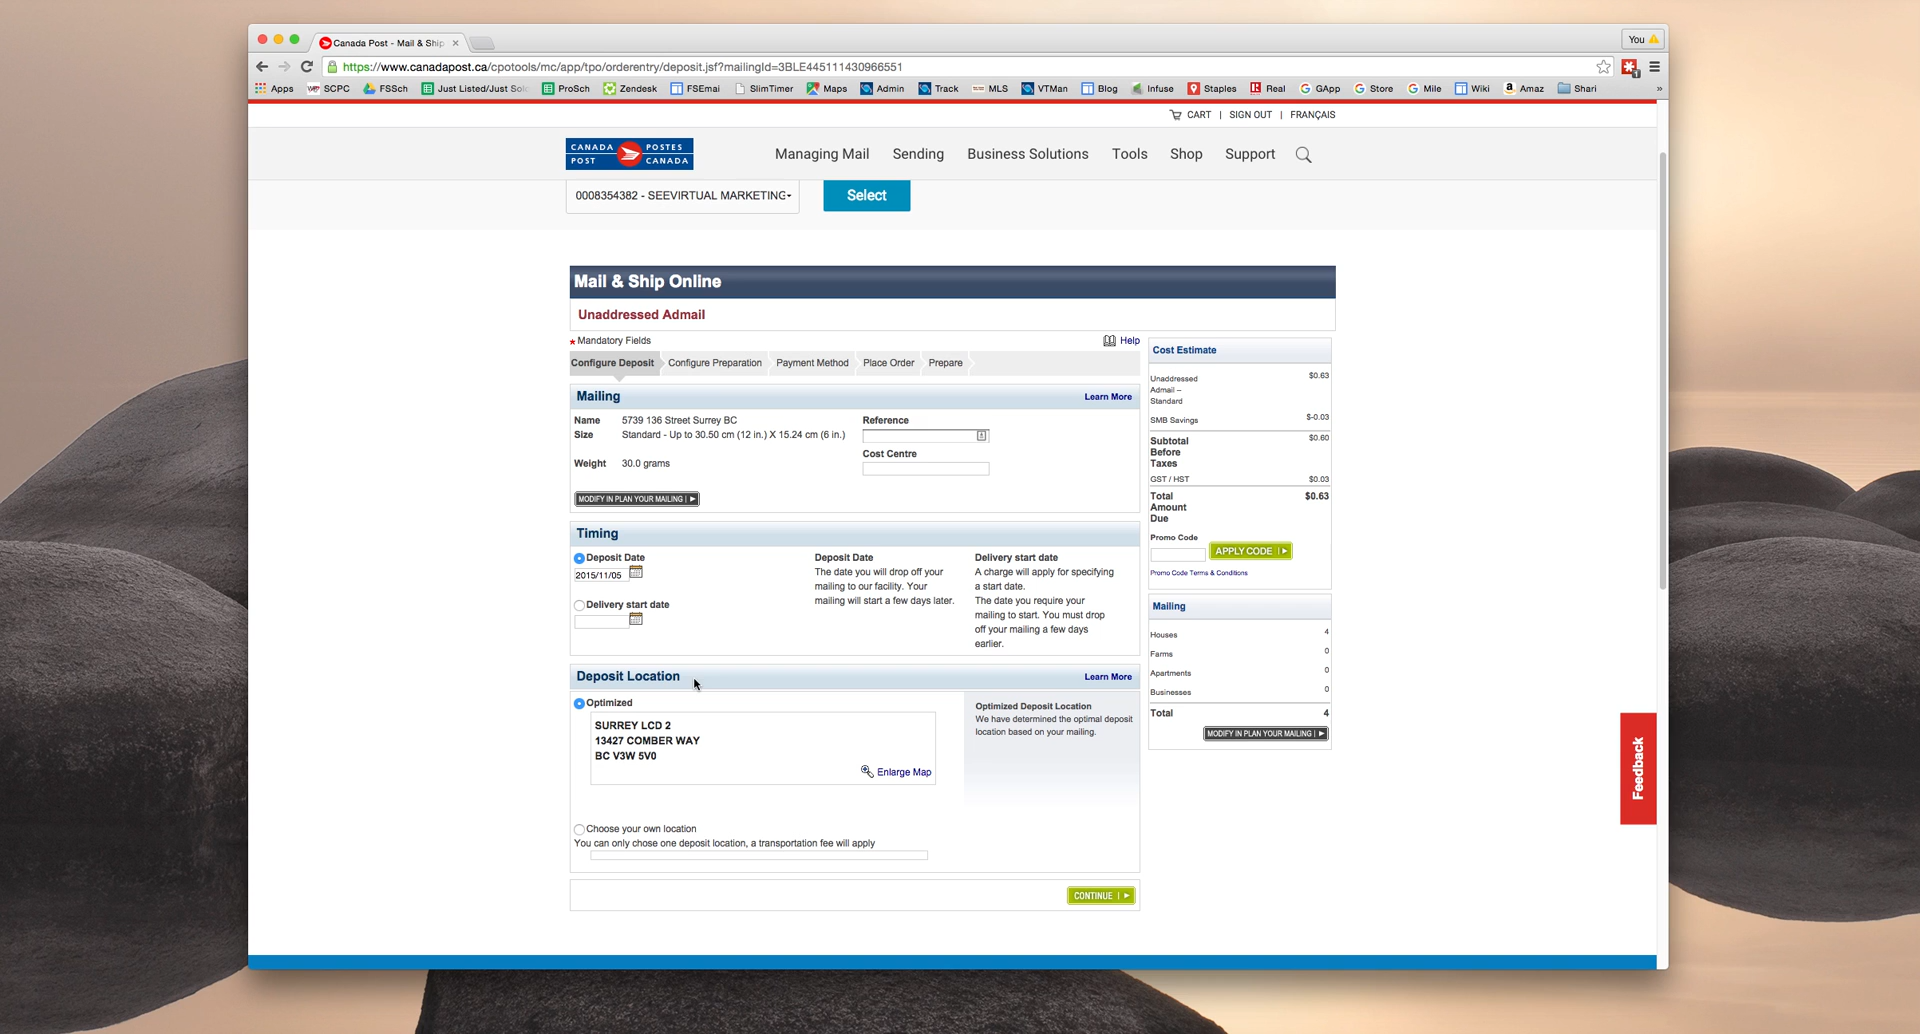 Canada Post - Mail & Ship
You
https://www.canadapost.ca/cpotools/mc/app/tpo/orderentry/deposit.jsf?mailingId=3BLE445111430966551
Apps SCPC FSSch Just Listed/Just Sol ProSch Zendesk FSEmai SlimTimer Maps Admin Track MLS VTMan Blog Infuse Staples Real GApp Store Mile Wiki Amaz Shari »
CART | SIGN OUT | FRANÇAIS
CANADA POST POSTES CANADA
Managing Mail Sending Business Solutions Tools Shop Support
0008354382 - SEEVIRTUAL MARKETING
Select
Mail & Ship Online
Unaddressed Admail
* Mandatory Fields
Help
Configure Deposit Configure Preparation Payment Method Place Order Prepare
Mailing Learn More
Name 5739 136 Street Surrey BC
Size Standard - Up to 30.50 cm (12 in.) X 15.24 cm (6 in.)
Weight 30.0 grams
Reference
Cost Centre
MODIFY IN PLAN YOUR MAILING
Timing
Deposit Date
2015/11/05
Delivery start date
Deposit Date
The date you will drop off your
mailing to our facility. Your
mailing will start a few days later.
Delivery start date
A charge will apply for specifying
a start date.
The date you require your
mailing to start. You must drop
off your mailing a few days
earlier.
Deposit Location Learn More
Optimized
SURREY LCD 2
13427 COMBER WAY
BC V3W 5V0
Enlarge Map
Optimized Deposit Location
We have determined the optimal deposit
location based on your mailing.
Choose your own location
You can only chose one deposit location, a transportation fee will apply
CONTINUE
Cost Estimate
Unaddressed $0.63
Admail –
Standard
SMB Savings $-0.03
Subtotal $0.60
Before
Taxes
GST / HST $0.03
Total $0.63
Amount
Due
Promo Code
APPLY CODE
Promo Code Terms & Conditions
Mailing
Houses 4
Farms 0
Apartments 0
Businesses 0
Total 4
MODIFY IN PLAN YOUR MAILING
Feedback